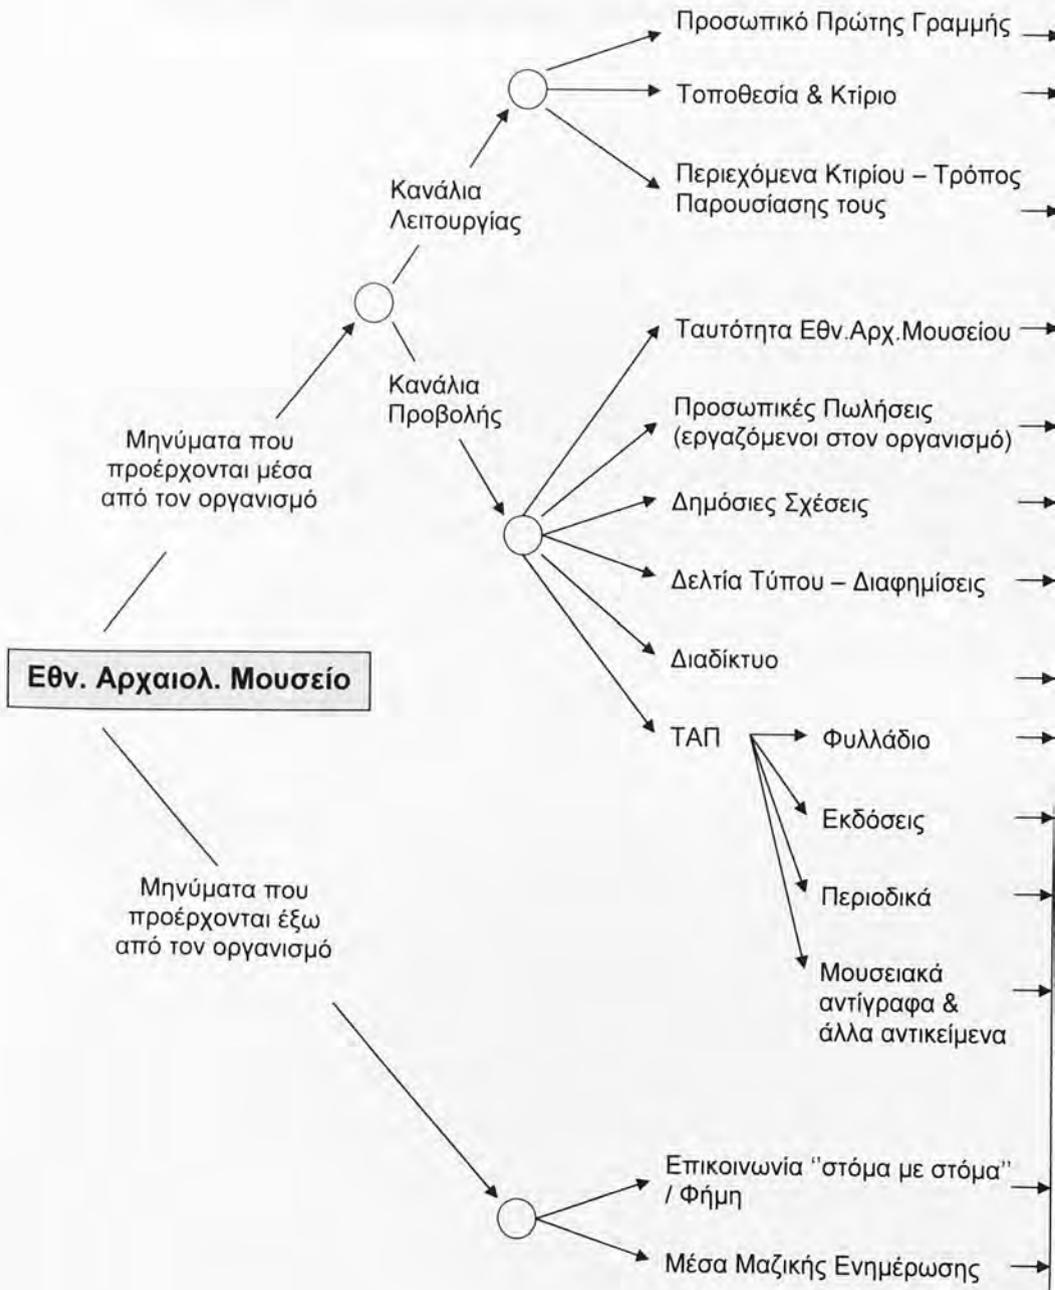 Προσωπικό Πρώτης Γραμμής
Τοποθεσία & Κτίριο
Περιεχόμενα Κτιρίου – Τρόπος
Παρουσίασης τους
Κανάλια
Λειτουργίας
Ταυτότητα Εθν.Αρχ.Μουσείου
Κανάλια
Προβολής
Προσωπικές Πωλήσεις
(εργαζόμενοι στον οργανισμό)
Μηνύματα που
προέρχονται μέσα
από τον οργανισμό
Δημόσιες Σχέσεις
Δελτία Τύπου – Διαφημίσεις
Διαδίκτυο
Εθν. Αρχαιολ. Μουσείο
ΤΑΠ
Φυλλάδιο
Εκδόσεις
Περιοδικά
Μουσειακά
αντίγραφα &
άλλα αντικείμενα
Μηνύματα που
προέρχονται έξω
από τον οργανισμό
Επικοινωνία ‘‘στόμα με στόμα’’
/ Φήμη
Μέσα Μαζικής Ενημέρωσης